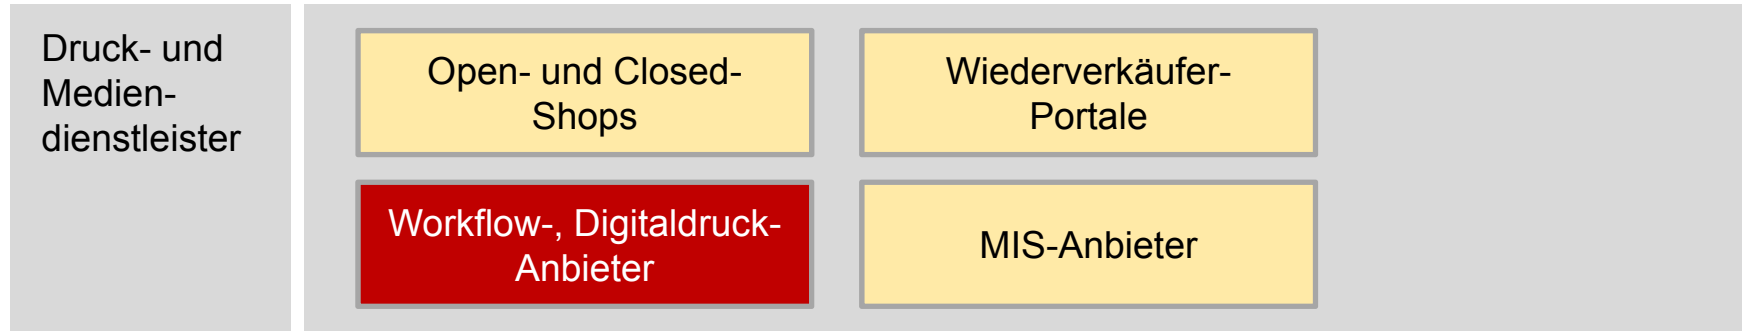 Druck- und
Medien-
dienstleister
Open- und Closed-
Shops
Wiederverkäufer-
Portale
Workflow-, Digitaldruck-
Anbieter
MIS-Anbieter